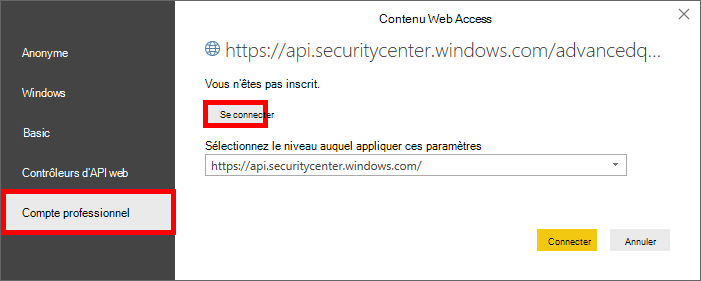 Contenu Web Access
Anonyme
Windows
Basic
Contrôleurs d'API web
Compte professionnel
https://api.securitycenter.windows.com/advancedq...
Vous n'êtes pas inscrit.
Se connecter
Sélectionnez le niveau auquel appliquer ces paramètres
https://api.securitycenter.windows.com/
Connecter
Annuler